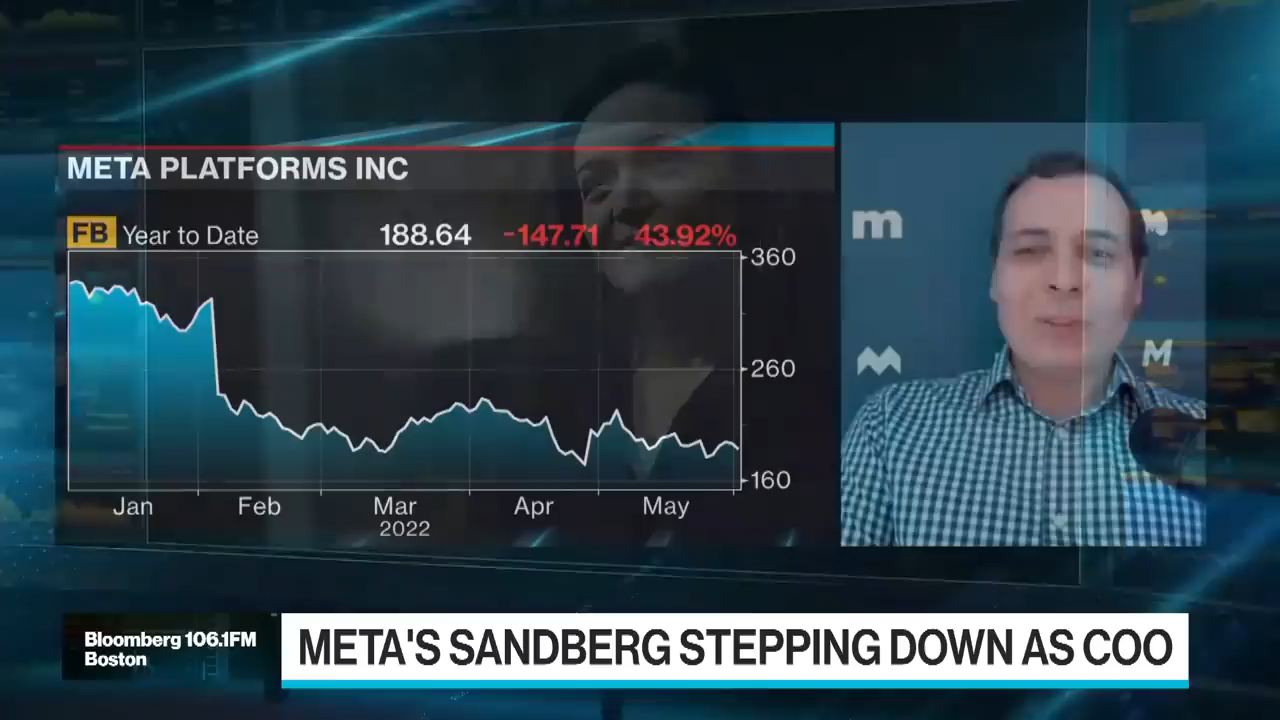 META PLATFORMS INC
FB Year to Date 188.64 -147.71 43.92%
360
260
160
Jan Feb Mar Apr May
2022
m
M
Bloomberg 106.1FM
Boston
META'S SANDBERG STEPPING DOWN AS COO